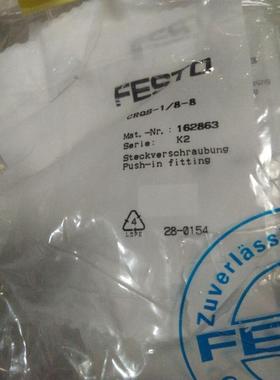 FESTO
CRQS-1/8-8
Mat.-Nr.: 162863
Serie: K2
Steckverschraubung
Push-in fitting
4
LDPE
28-0154
Zuverläss
FE